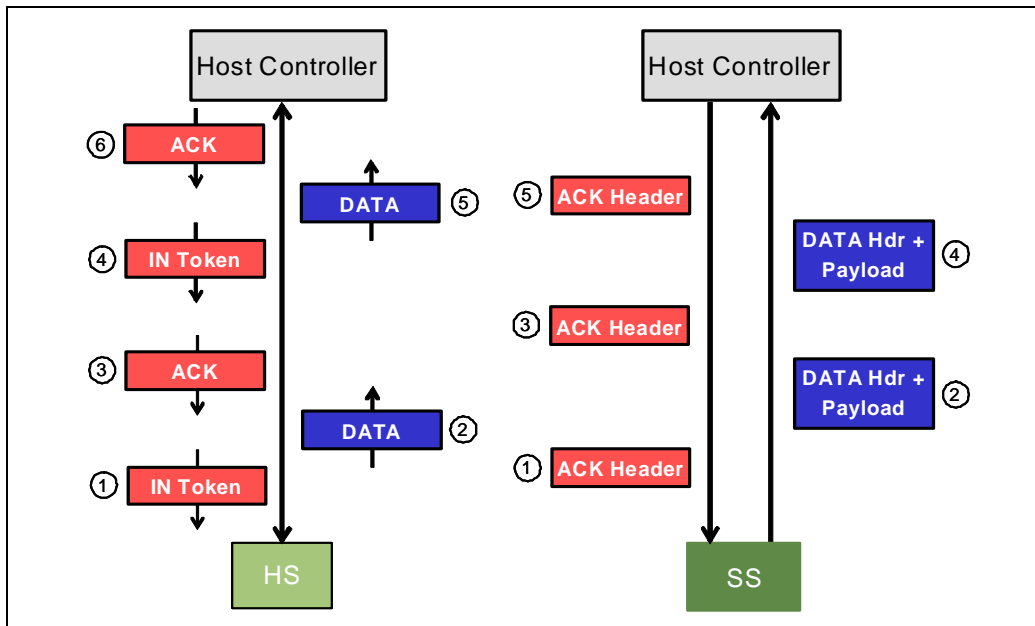 Host Controller
6
ACK
DATA
5
4
IN Token
3
ACK
DATA
2
1
IN Token
HS
Host Controller
5
ACK Header
DATA Hdr +
Payload
4
3
ACK Header
DATA Hdr +
Payload
2
1
ACK Header
SS